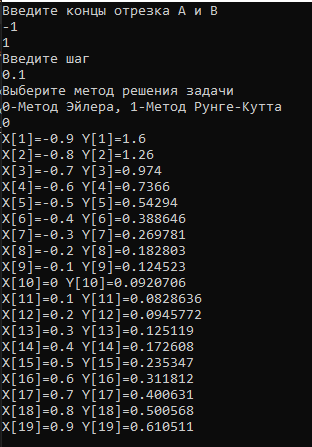 Введите концы отрезка А и В
-1
1
Введите шаг
0.1
Выберите метод решения задачи
0-Метод Эйлера, 1-Метод Рунге-Кутта
0
X[1]=-0.9 Y[1]=1.6
X[2]=-0.8 Y[2]=1.26
X[3]=-0.7 Y[3]=0.974
X[4]=-0.6 Y[4]=0.7366
X[5]=-0.5 Y[5]=0.54294
X[6]=-0.4 Y[6]=0.388646
X[7]=-0.3 Y[7]=0.269781
X[8]=-0.2 Y[8]=0.182803
X[9]=-0.1 Y[9]=0.124523
X[10]=0 Y[10]=0.0920706
X[11]=0.1 Y[11]=0.0828636
X[12]=0.2 Y[12]=0.0945772
X[13]=0.3 Y[13]=0.125119
X[14]=0.4 Y[14]=0.172608
X[15]=0.5 Y[15]=0.235347
X[16]=0.6 Y[16]=0.311812
X[17]=0.7 Y[17]=0.400631
X[18]=0.8 Y[18]=0.500568
X[19]=0.9 Y[19]=0.610511